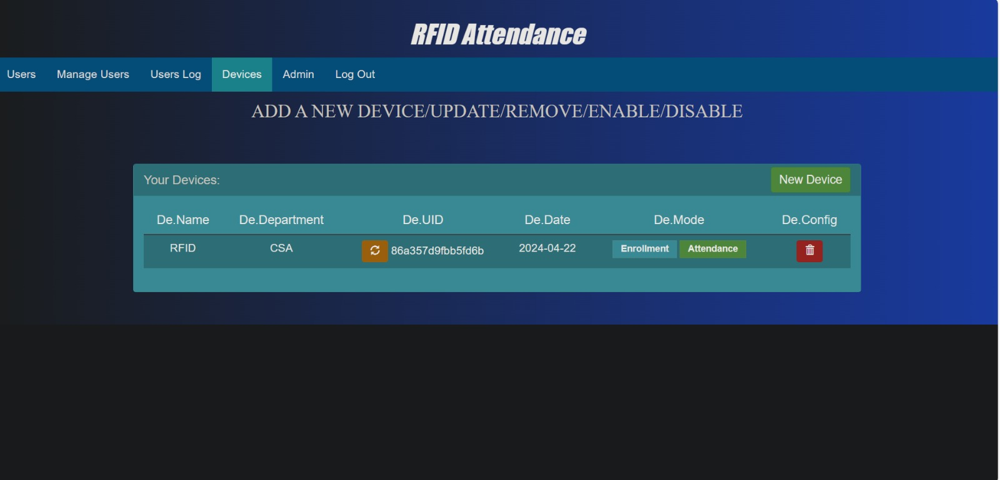 RFID Attendance
Users Manage Users Users Log Devices Admin Log Out
ADD A NEW DEVICE/UPDATE/REMOVE/ENABLE/DISABLE
Your Devices: New Device
De.Name De.Department De.UID De.Date De.Mode De.Config
RFID CSA 86a357d9fbb5fd6b 2024-04-22 Enrollment Attendance